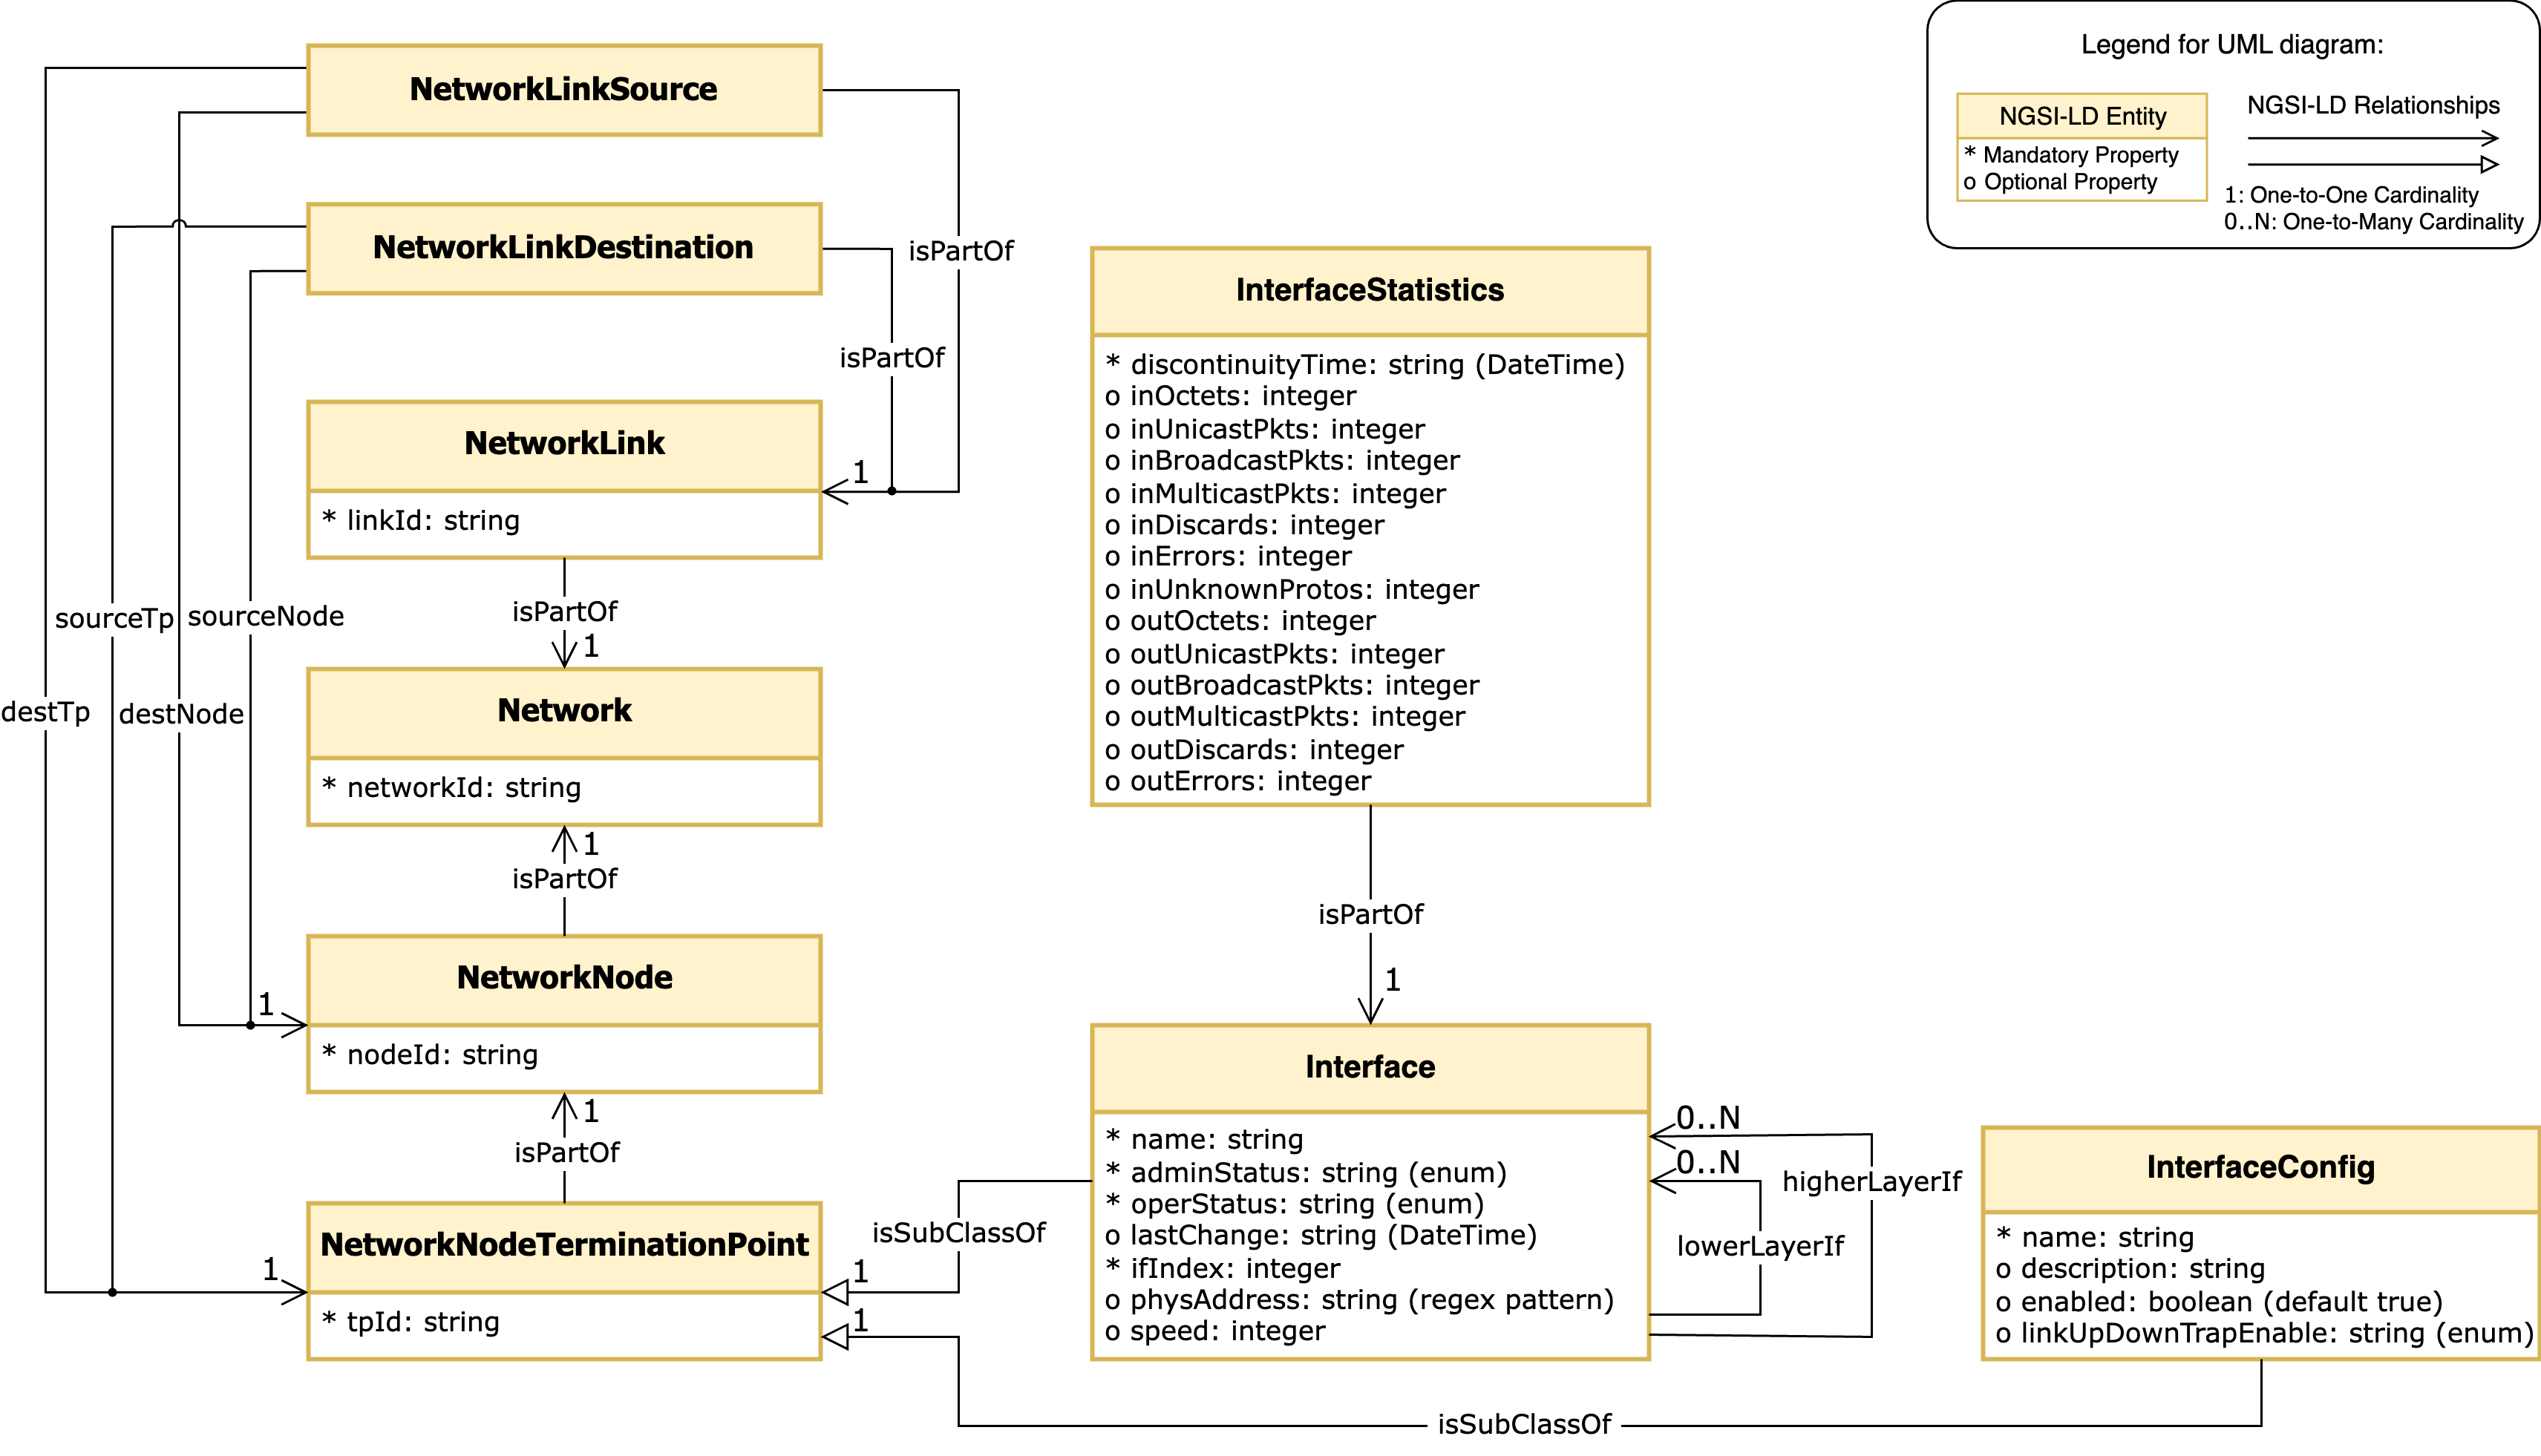 Legend for UML diagram:
NGSI-LD Entity
* Mandatory Property
o Optional Property
NGSI-LD Relationships
1: One-to-One Cardinality
0..N: One-to-Many Cardinality
NetworkLinkSource
NetworkLinkDestination
isPartOf
isPartOf
NetworkLink
1
* linkId: string
isPartOf
1
sourceTp
sourceNode
destTp
destNode
Network
* networkId: string
1
isPartOf
NetworkNode
1
* nodeId: string
1
isPartOf
NetworkNodeTerminationPoint
1
* tpId: string
InterfaceStatistics
* discontinuityTime: string (DateTime)
o inOctets: integer
o inUnicastPkts: integer
o inBroadcastPkts: integer
o inMulticastPkts: integer
o inDiscards: integer
o inErrors: integer
o inUnknownProtos: integer
o outOctets: integer
o outUnicastPkts: integer
o outBroadcastPkts: integer
o outMulticastPkts: integer
o outDiscards: integer
o outErrors: integer
isPartOf
1
Interface
* name: string
* adminStatus: string (enum)
* operStatus: string (enum)
o lastChange: string (DateTime)
* ifIndex: integer
o physAddress: string (regex pattern)
o speed: integer
0..N
0..N
higherLayerIf
lowerLayerIf
isSubClassOf
1
1
InterfaceConfig
* name: string
o description: string
o enabled: boolean (default true)
o linkUpDownTrapEnable: string (enum)
isSubClassOf